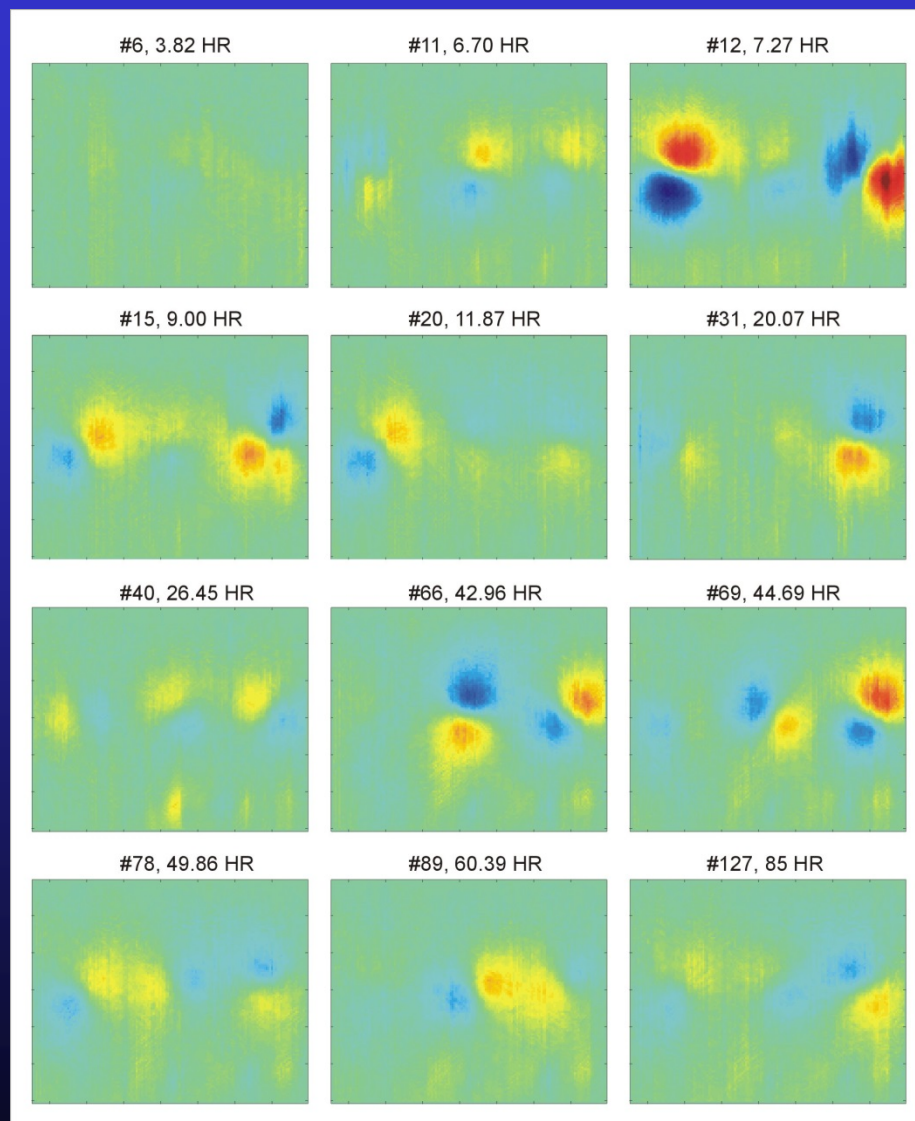 #6, 3.82 HR
#11, 6.70 HR
#12, 7.27 HR
#15, 9.00 HR
#20, 11.87 HR
#31, 20.07 HR
#40, 26.45 HR
#66, 42.96 HR
#69, 44.69 HR
#78, 49.86 HR
#89, 60.39 HR
#127, 85 HR